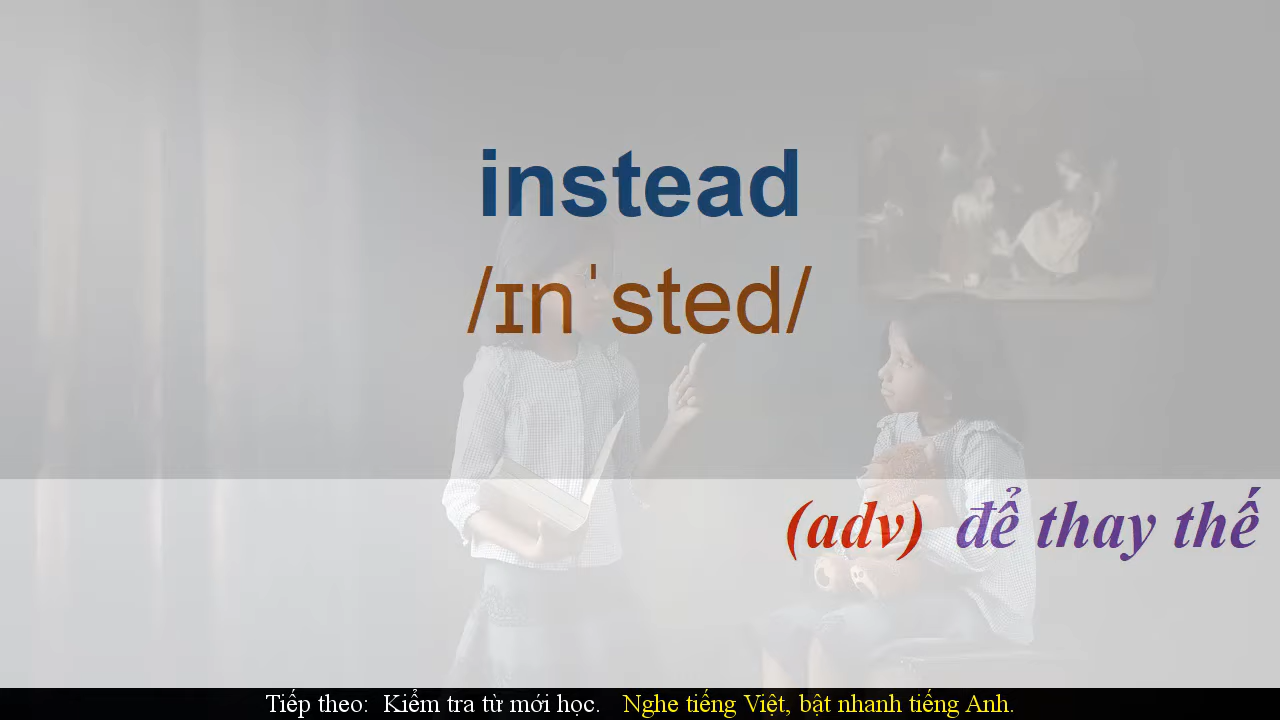 instead
/ɪnˈsted/
(adv) để thay thế
Tiếp theo: Kiểm tra từ mới học. Nghe tiếng Việt, bật nhanh tiếng Anh.